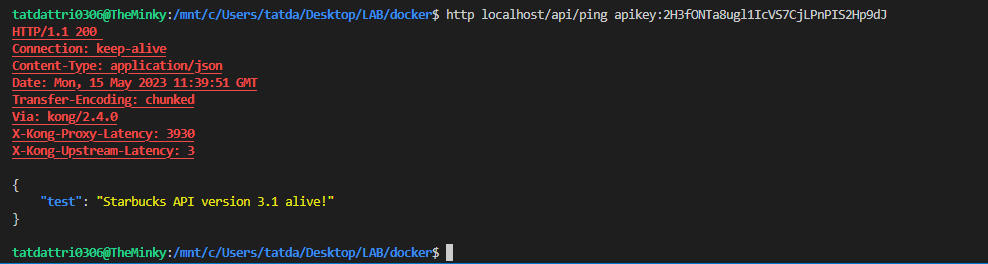 tatdattri0306@TheMinky:/mnt/c/Users/tatda/Desktop/LAB/docker$ http localhost/api/ping apikey:2H3fONTa8ugl1IcVS7CjLPnPIS2Hp9dJ
HTTP/1.1 200
Connection: keep-alive
Content-Type: application/json
Date: Mon, 15 May 2023 11:39:51 GMT
Transfer-Encoding: chunked
Via: kong/2.4.0
X-Kong-Proxy-Latency: 3930
X-Kong-Upstream-Latency: 3
{
"test": "Starbucks API version 3.1 alive!"
}
tatdattri0306@TheMinky:/mnt/c/Users/tatda/Desktop/LAB/docker$